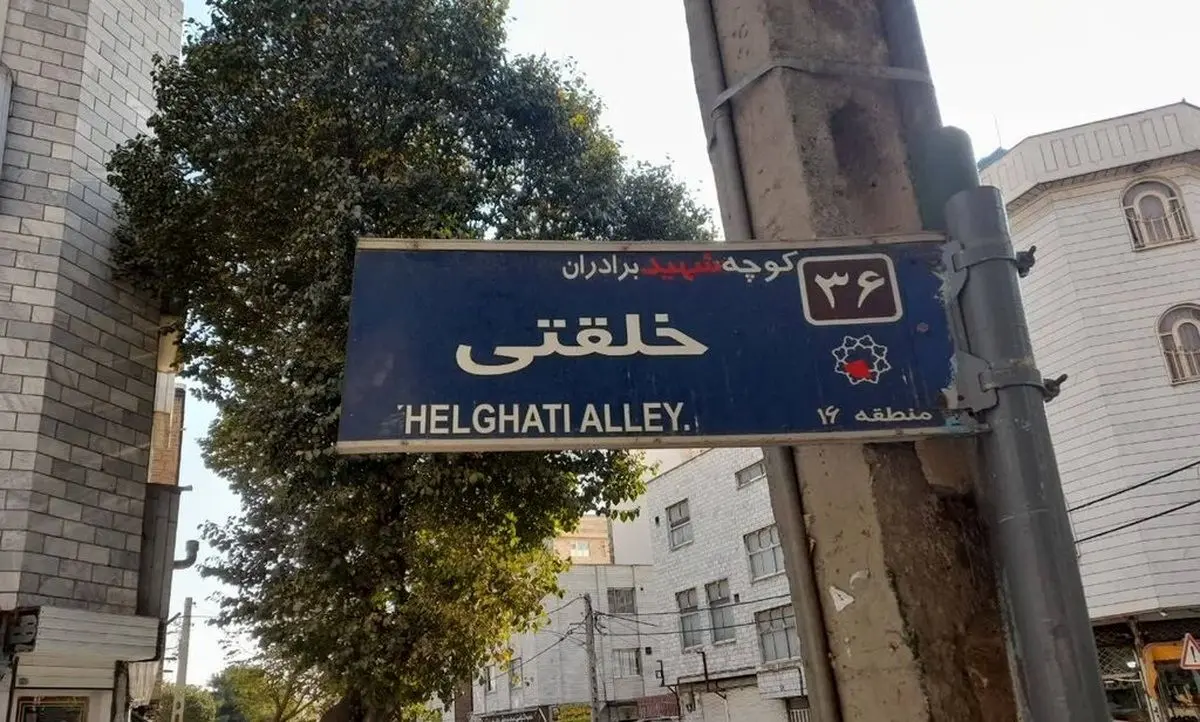 کوچه شهید برادران
۳۶
خلقتی
HELGHATI ALLEY.
منطقه ۱۶